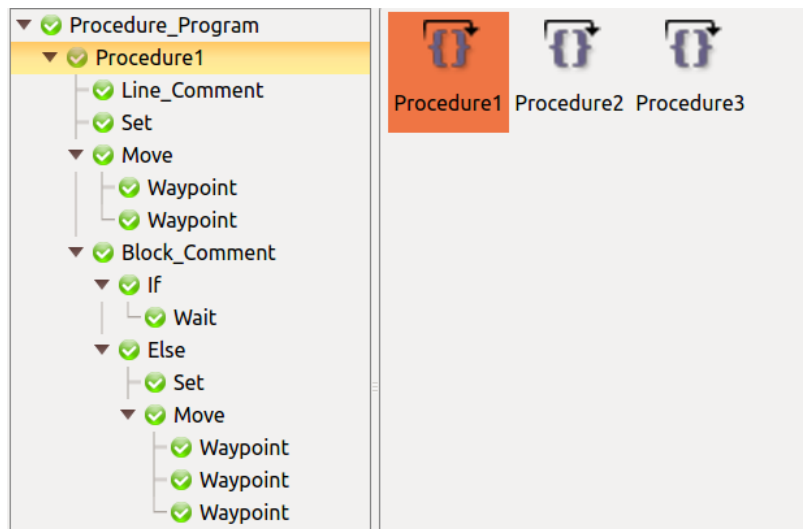 Procedure_Program
Procedure1
Line_Comment
Set
Move
Waypoint
Waypoint
Block_Comment
If
Wait
Else
Set
Move
Waypoint
Waypoint
Waypoint
Procedure1 Procedure2 Procedure3